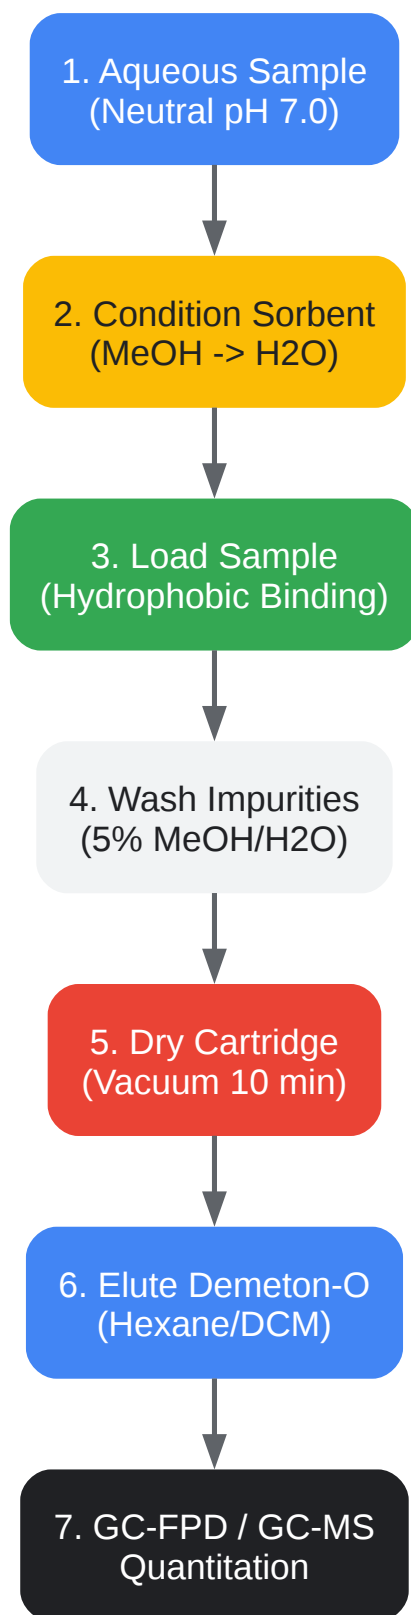 1. Aqueous Sample
(Neutral pH 7.0)
2. Condition Sorbent
(MeOH -> H2O)
3. Load Sample
(Hydrophobic Binding)
4. Wash Impurities
(5% MeOH/H2O)
5. Dry Cartridge
(Vacuum 10 min)
6. Elute Demeton-O
(Hexane/DCM)
7. GC-FPD / GC-MS
Quantitation